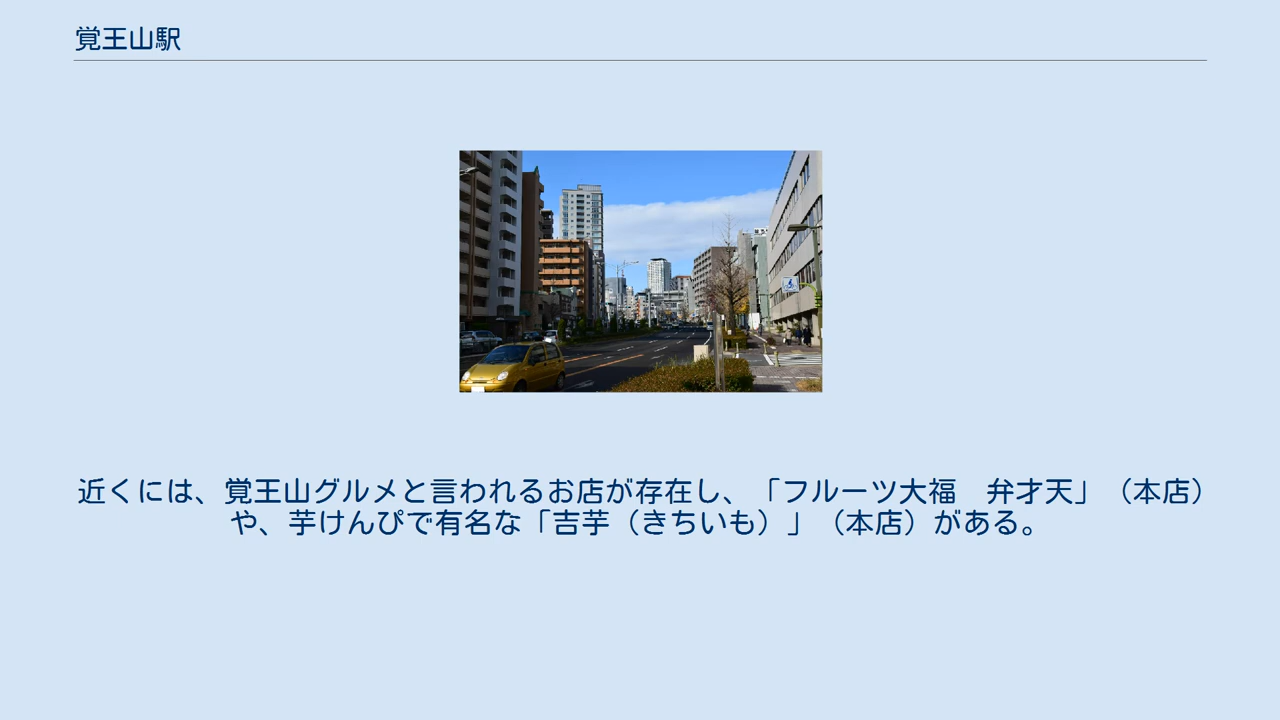 覚王山駅
近くには、覚王山グルメと言われるお店が存在し、「フルーツ大福　弁才天」（本店）
や、芋けんぴで有名な「吉芋（きちいも）」（本店）がある。